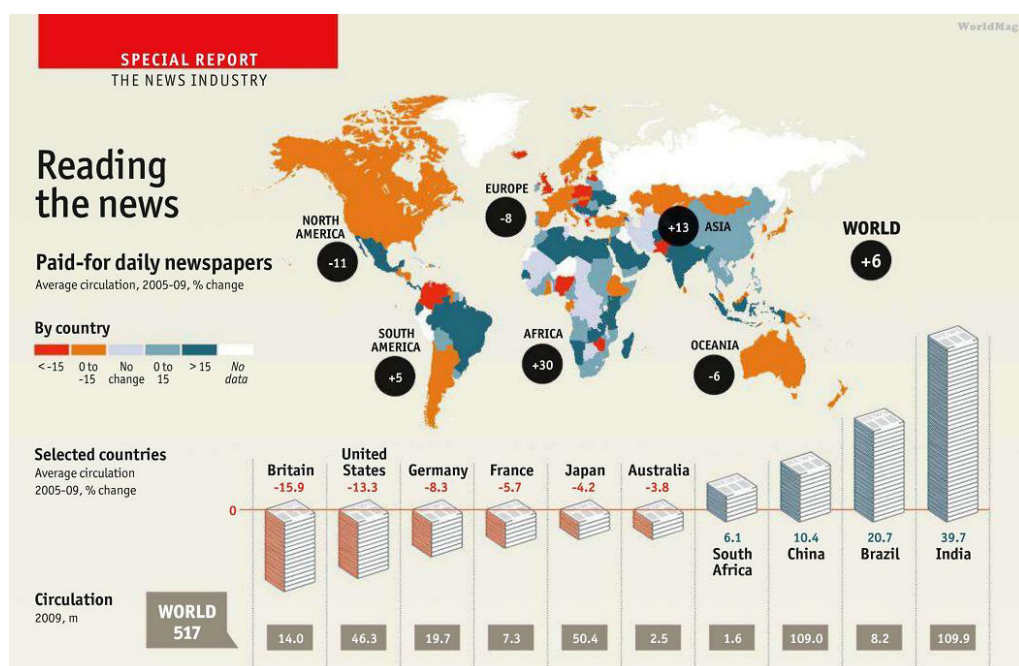 WorldMag
SPECIAL REPORT
THE NEWS INDUSTRY
Reading
the news
Paid-for daily newspapers
Average circulation, 2005-09, % change
By country
< -15
0 to
-15
No
change
0 to
15
> 15
No
data
NORTH
AMERICA
-11
EUROPE
-8
+13
ASIA
WORLD
+6
SOUTH
AMERICA
+5
AFRICA
+30
OCEANIA
-6
Selected countries
Average circulation
2005-09, % change
0
Britain
-15.9
United
States
-13.3
Germany
-8.3
France
-5.7
Japan
-4.2
Australia
-3.8
6.1
South
Africa
10.4
China
20.7
Brazil
39.7
India
Circulation
2009, m
WORLD
517
14.0
46.3
19.7
7.3
50.4
2.5
1.6
109.0
8.2
109.9